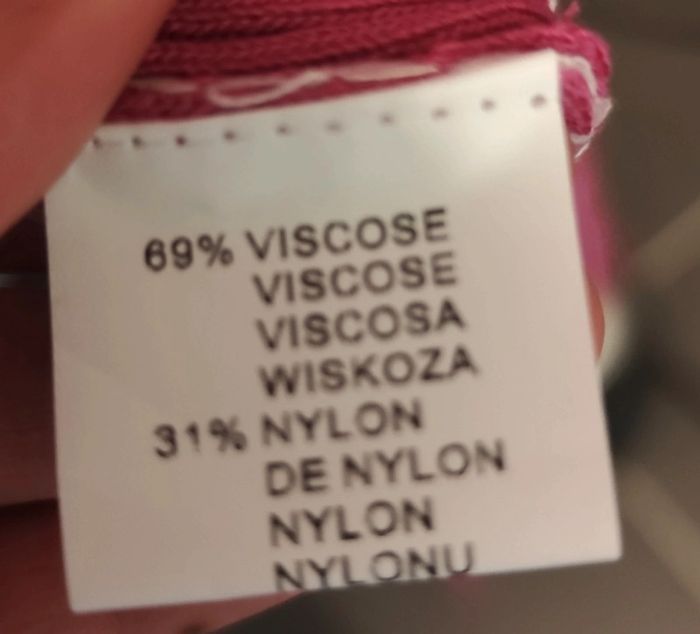 69% VISCOSE
VISCOSE
VISCOSA
WISKOZA
31% NYLON
DE NYLON
NYLON
NYLONU